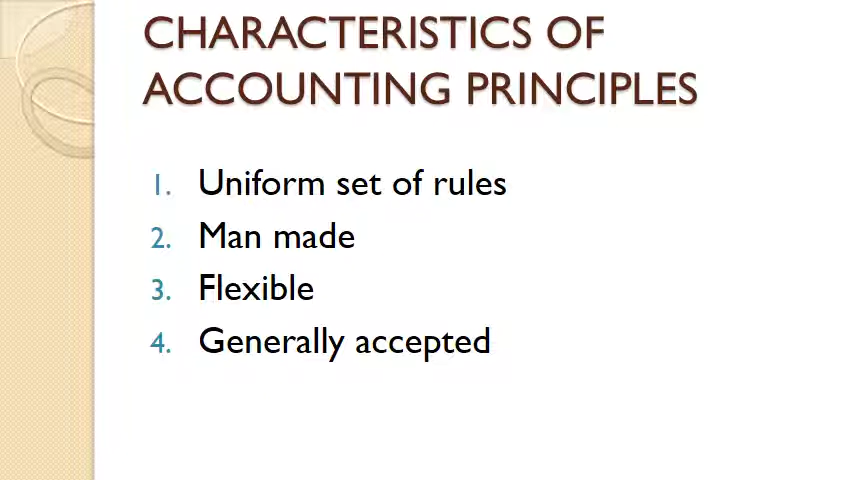 CHARACTERISTICS OF
ACCOUNTING PRINCIPLES
1. Uniform set of rules
2. Man made
3. Flexible
4. Generally accepted